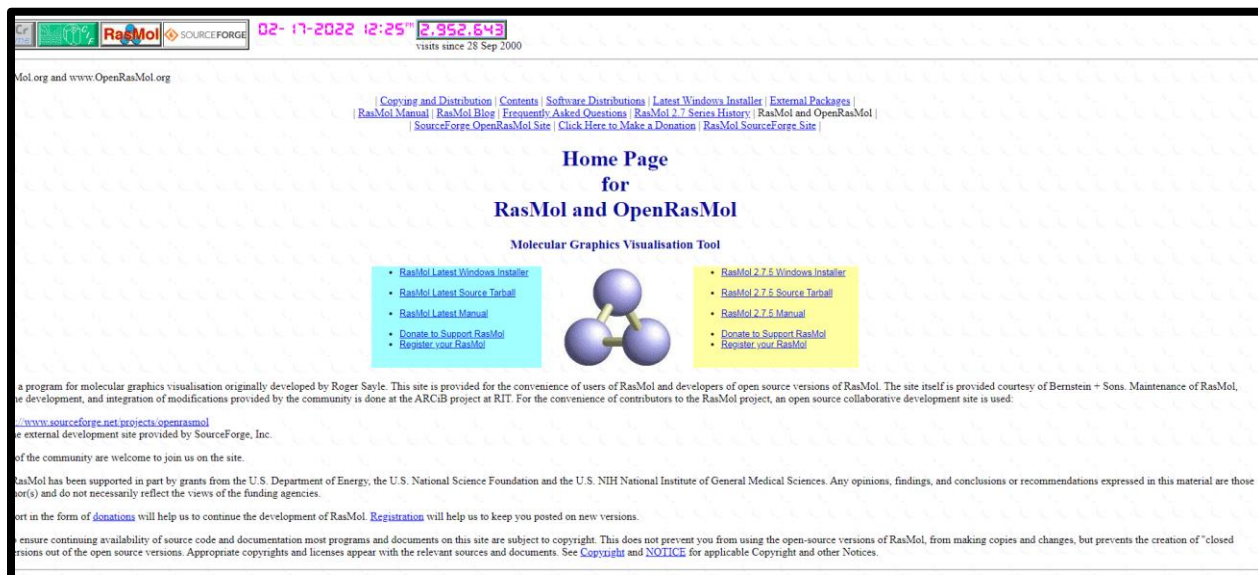 Cr
RasMol SOURCEFORGE 02-17-2022 12:25 PM 2,952,643
visits since 28 Sep 2000
Mol.org and www.OpenRasMol.org
| Copying and Distribution | Contents | Software Distributions | Latest Windows Installer | External Packages |
| RasMol Manual | RasMol Blog | Frequently Asked Questions | RasMol 2.7 Series History | RasMol and OpenRasMol |
| SourceForge OpenRasMol Site | Click Here to Make a Donation | RasMol SourceForge Site |
Home Page
for
RasMol and OpenRasMol
Molecular Graphics Visualisation Tool
• RasMol Latest Windows Installer
• RasMol Latest Source Tarball
• RasMol Latest Manual
• Donate to Support RasMol
• Register your RasMol
• RasMol 2.7.5 Windows Installer
• RasMol 2.7.5 Source Tarball
• RasMol 2.7.5 Manual
• Donate to Support RasMol
• Register your RasMol
a program for molecular graphics visualisation originally developed by Roger Sayle. This site is provided for the convenience of users of RasMol and developers of open source versions of RasMol. The site itself is provided courtesy of Bernstein + Sons. Maintenance of RasMol,
ne development, and integration of modifications provided by the community is done at the ARCiB project at RIT. For the convenience of contributors to the RasMol project, an open source collaborative development site is used:
://www.sourceforge.net/projects/openrasmol
e external development site provided by SourceForge, Inc.
of the community are welcome to join us on the site.
RasMol has been supported in part by grants from the U.S. Department of Energy, the U.S. National Science Foundation and the U.S. NIH National Institute of General Medical Sciences. Any opinions, findings, and conclusions or recommendations expressed in this material are those
or(s) and do not necessarily reflect the views of the funding agencies.
ort in the form of donations will help us to continue the development of RasMol. Registration will help us to keep you posted on new versions.
o ensure continuing availability of source code and documentation most programs and documents on this site are subject to copyright. This does not prevent you from using the open-source versions of RasMol, from making copies and changes, but prevents the creation of "closed
ersions out of the open source versions. Appropriate copyrights and licenses appear with the relevant sources and documents. See Copyright and NOTICE for applicable Copyright and other Notices.